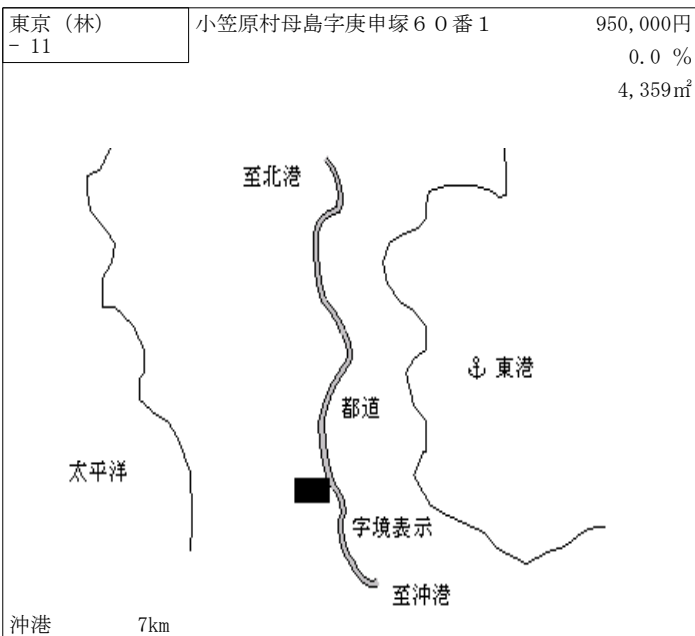 東京（林） 小笠原村母島字庚申塚６０番１ 950,000円
- 11
0.0 %
4,359㎡
至北港
東港
都道
太平洋
字境表示
至沖港
沖港 7km